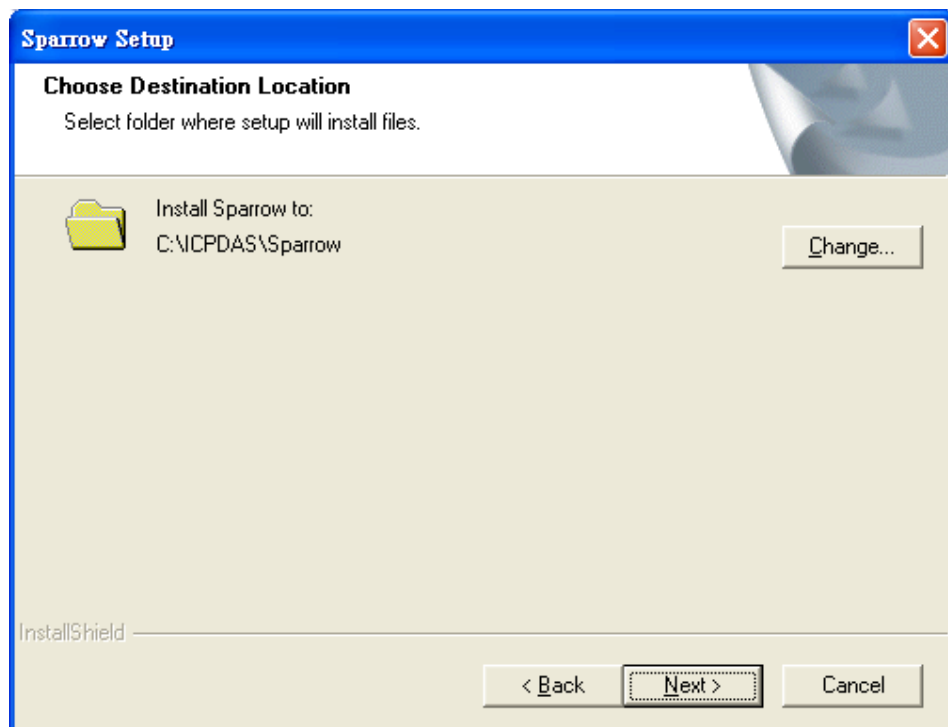 Sparrow Setup
Choose Destination Location
Select folder where setup will install files.
Install Sparrow to:
C:\ICPDAS\Sparrow
Change...
InstallShield
< Back
Next >
Cancel